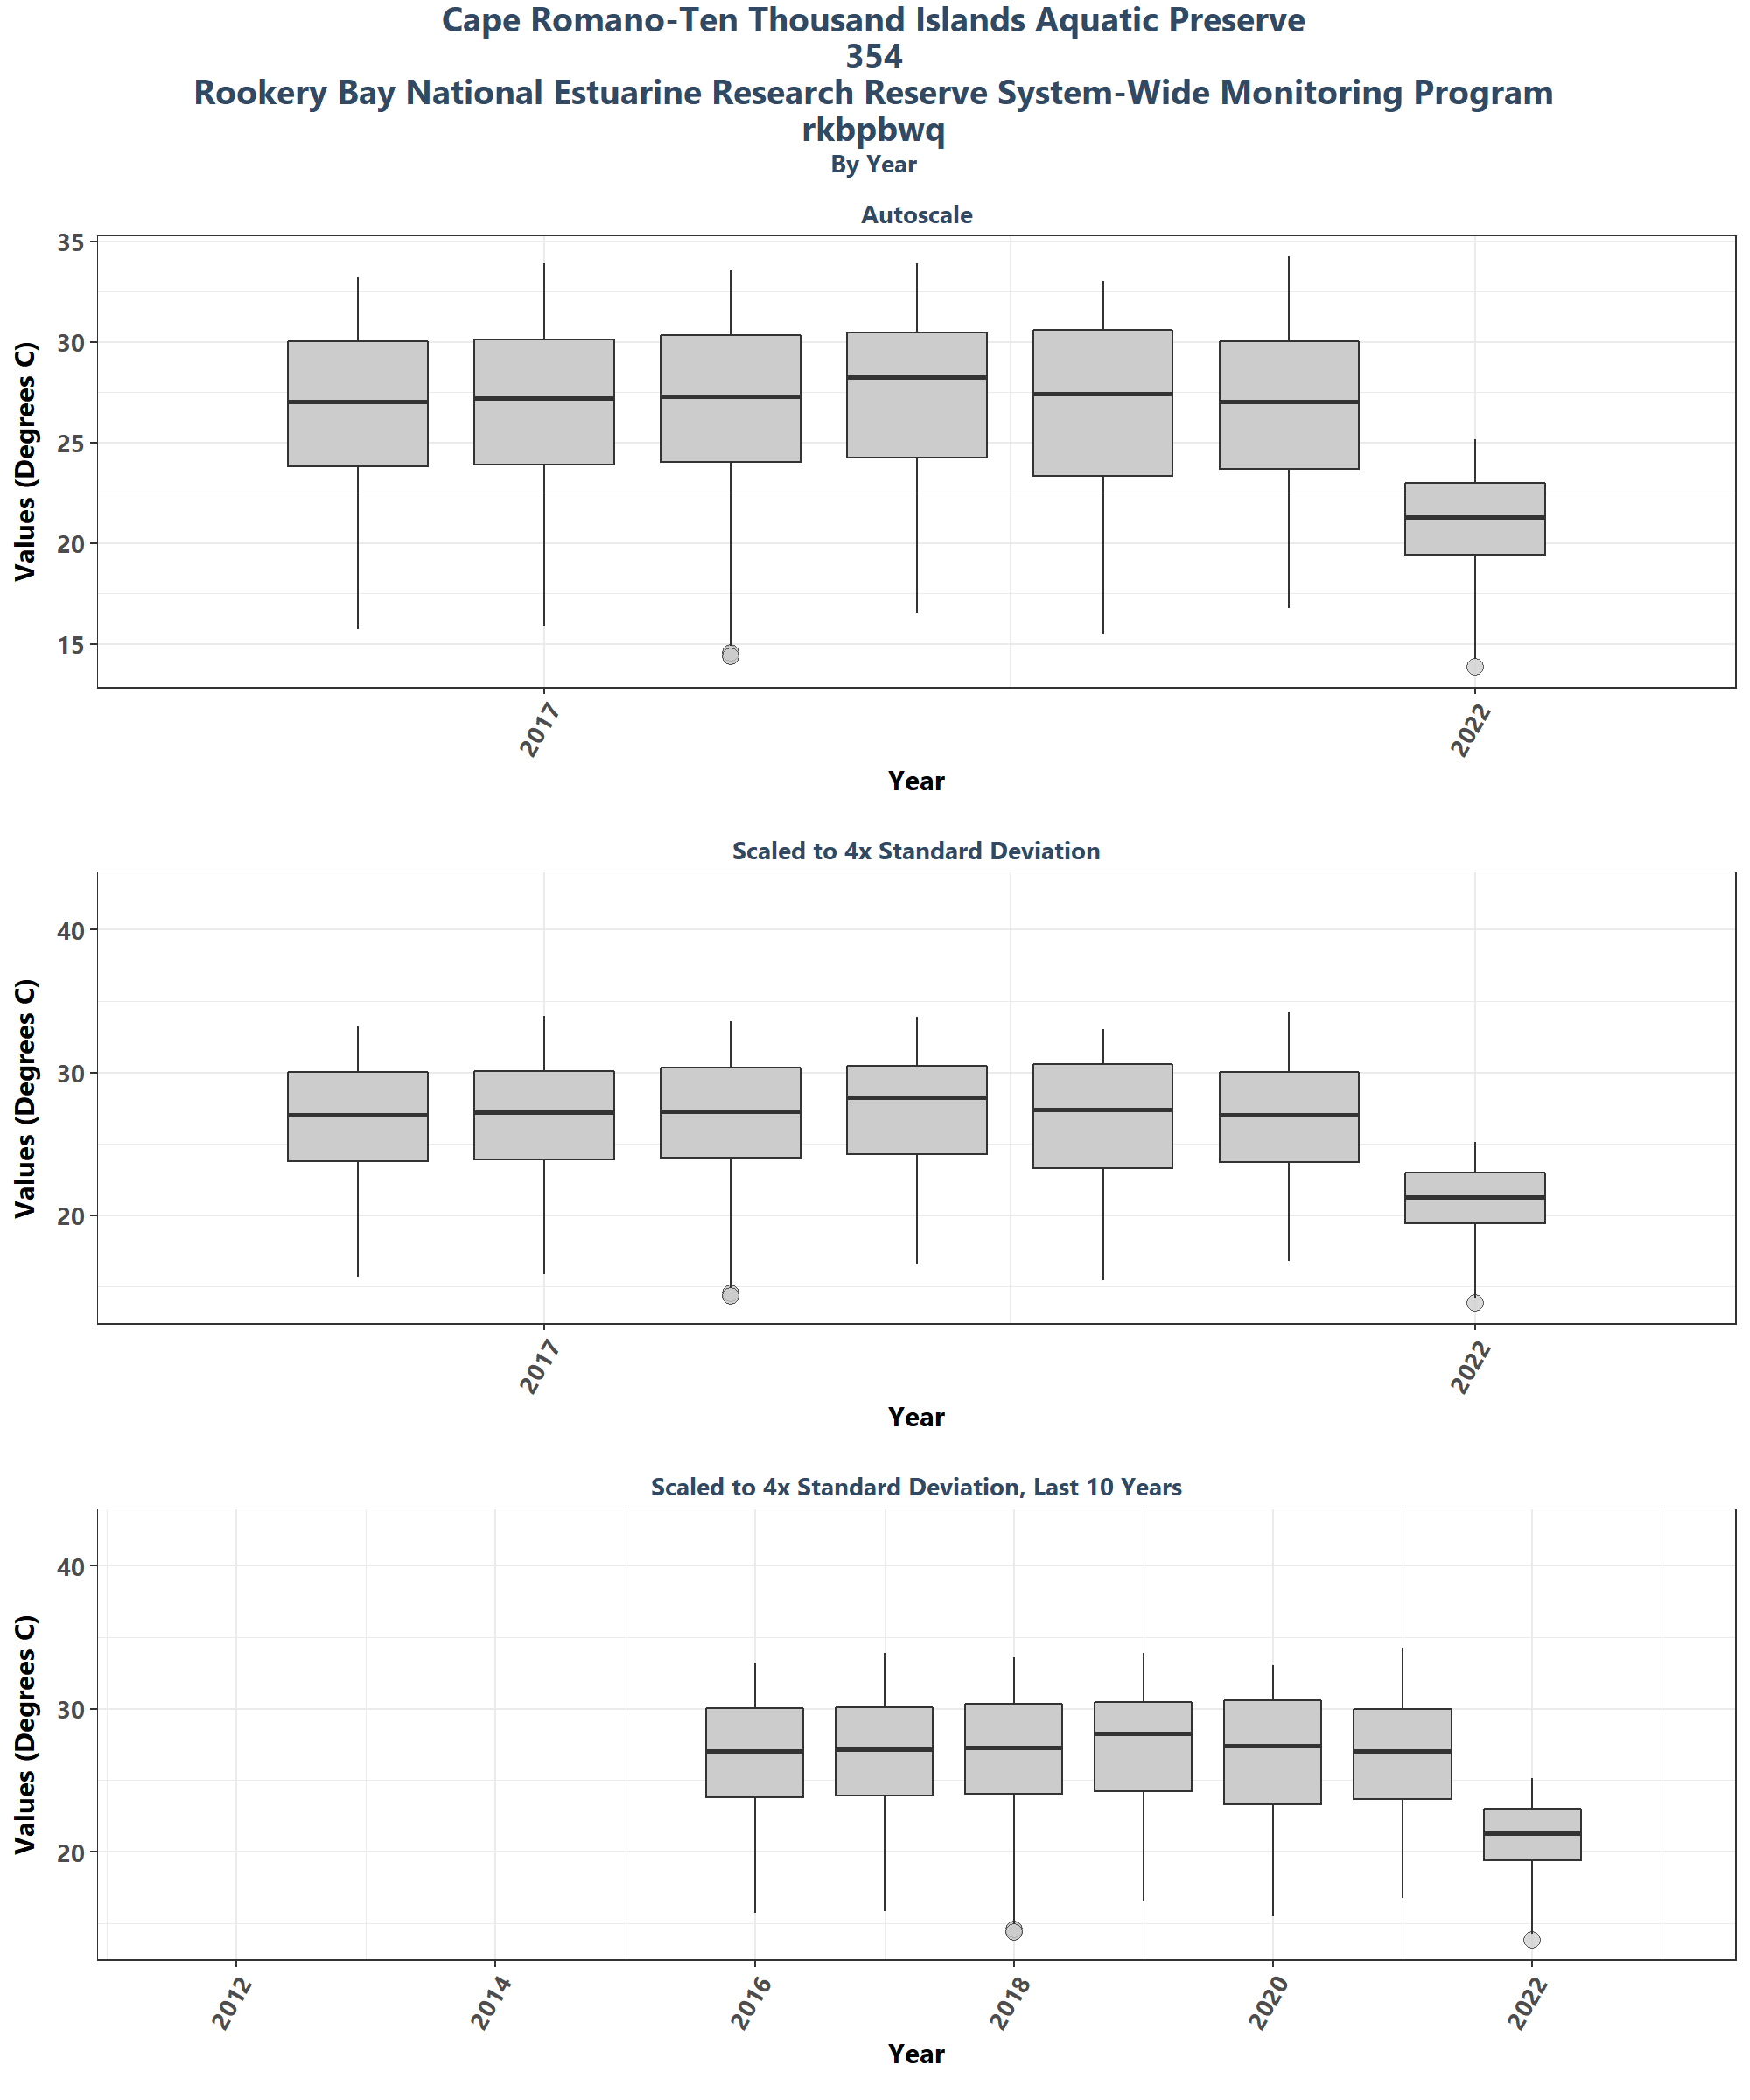 Cape Romano-Ten Thousand Islands Aquatic Preserve
354
Rookery Bay National Estuarine Research Reserve System-Wide Monitoring Program
rkbpbwq
By Year
Autoscale
35
30
25
20
15
Values (Degrees C)
2017
2022
Year
Scaled to 4x Standard Deviation
40
30
20
Values (Degrees C)
2017
2022
Year
Scaled to 4x Standard Deviation, Last 10 Years
40
30
20
Values (Degrees C)
2012
2014
2016
2018
2020
2022
Year